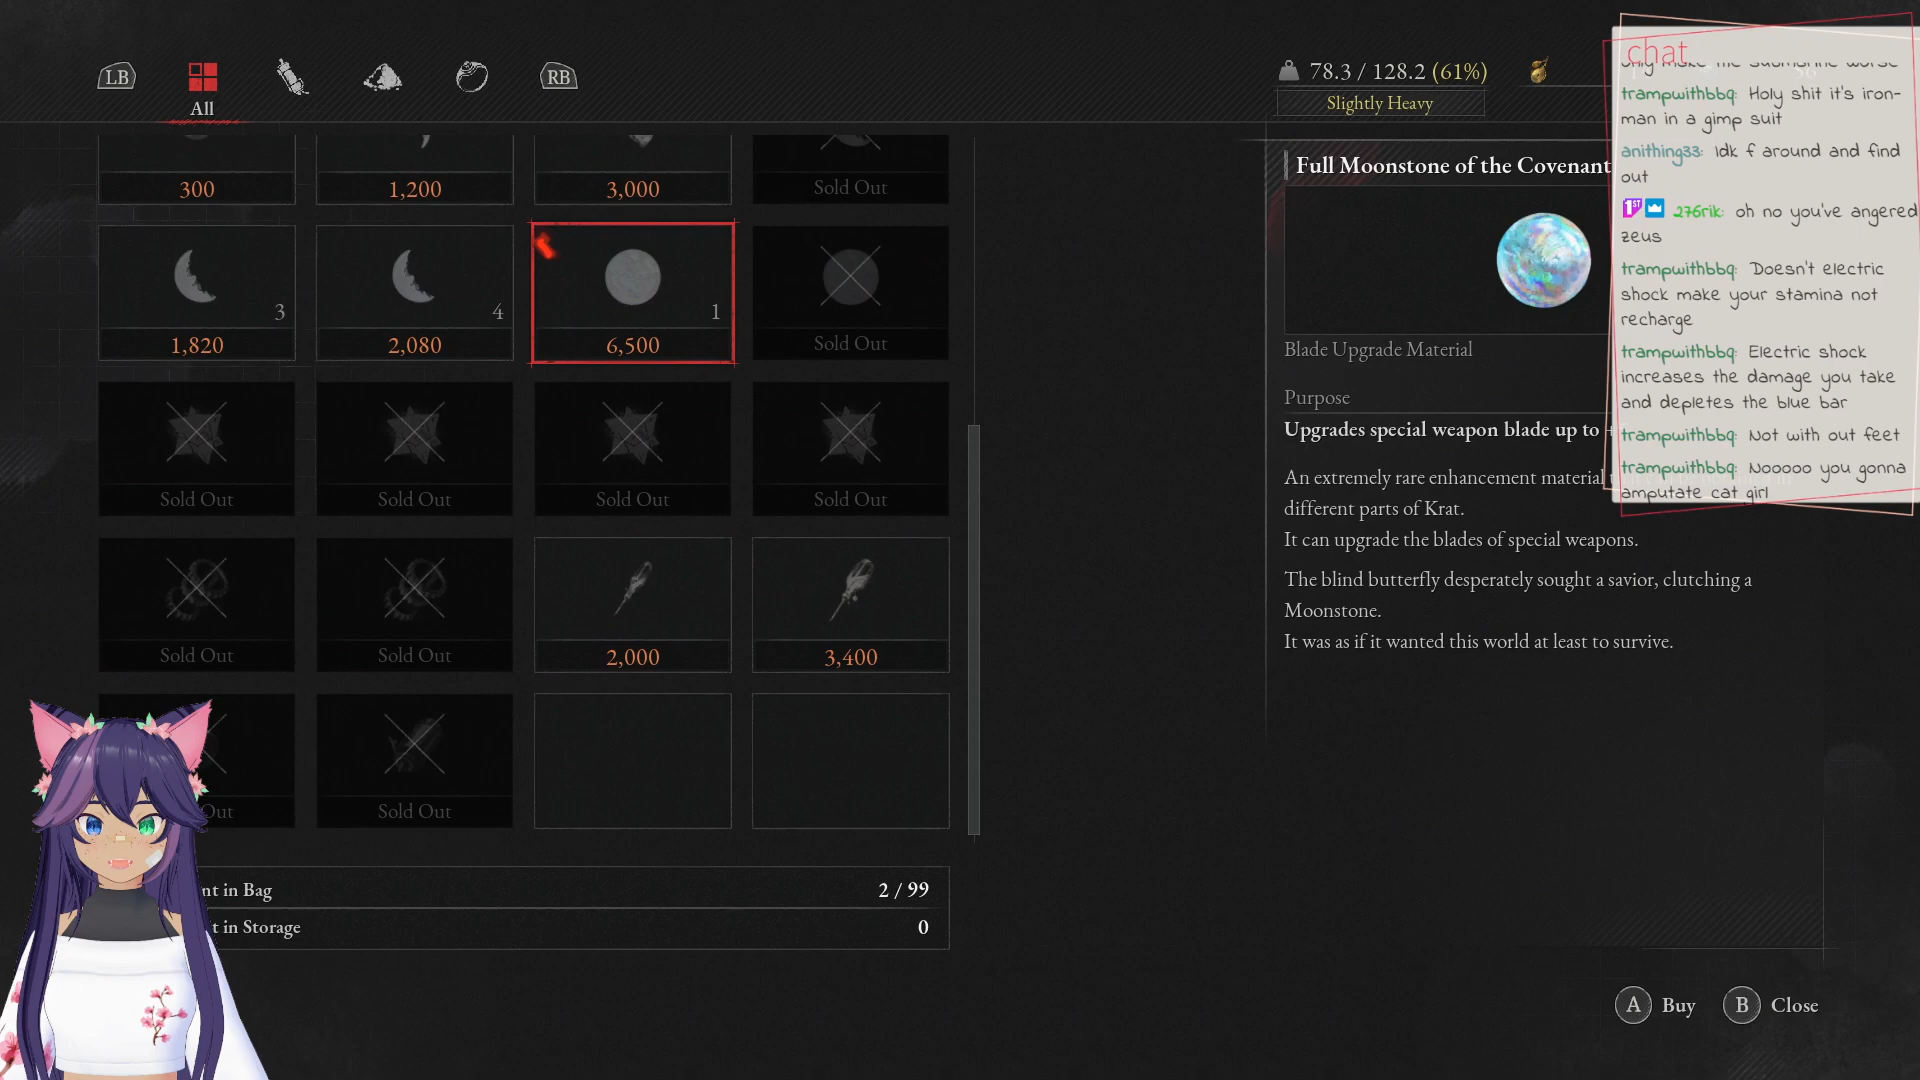 LB
RB
All
78.3 / 128.2 (61%)
Slightly Heavy
300
1,200
3,000
Sold Out
3
4
1
1,820
2,080
6,500
Sold Out
Sold Out
Sold Out
Sold Out
Sold Out
Sold Out
Sold Out
2,000
3,400
Out
Sold Out
nt in Bag
2 / 99
t in Storage
0
Full Moonstone of the Covenant
Blade Upgrade Material
Purpose
Upgrades special weapon blade up to
An extremely rare enhancement material
different parts of Krat.
It can upgrade the blades of special weapons.
The blind butterfly desperately sought a savior, clutching a
Moonstone.
It was as if it wanted this world at least to survive.
A Buy
B Close
chat
only make the submarine worse
trampwithbbq: Holy shit it's iron-
man in a gimp suit
anithing33: Idk f around and find
out
1ST 276rik: oh no you've angered
zeus
trampwithbbq: Doesn't electric
shock make your stamina not
recharge
trampwithbbq: Electric shock
increases the damage you take
and depletes the blue bar
trampwithbbq: Not with out feet
trampwithbbq: Nooooo you gonna
amputate cat girl